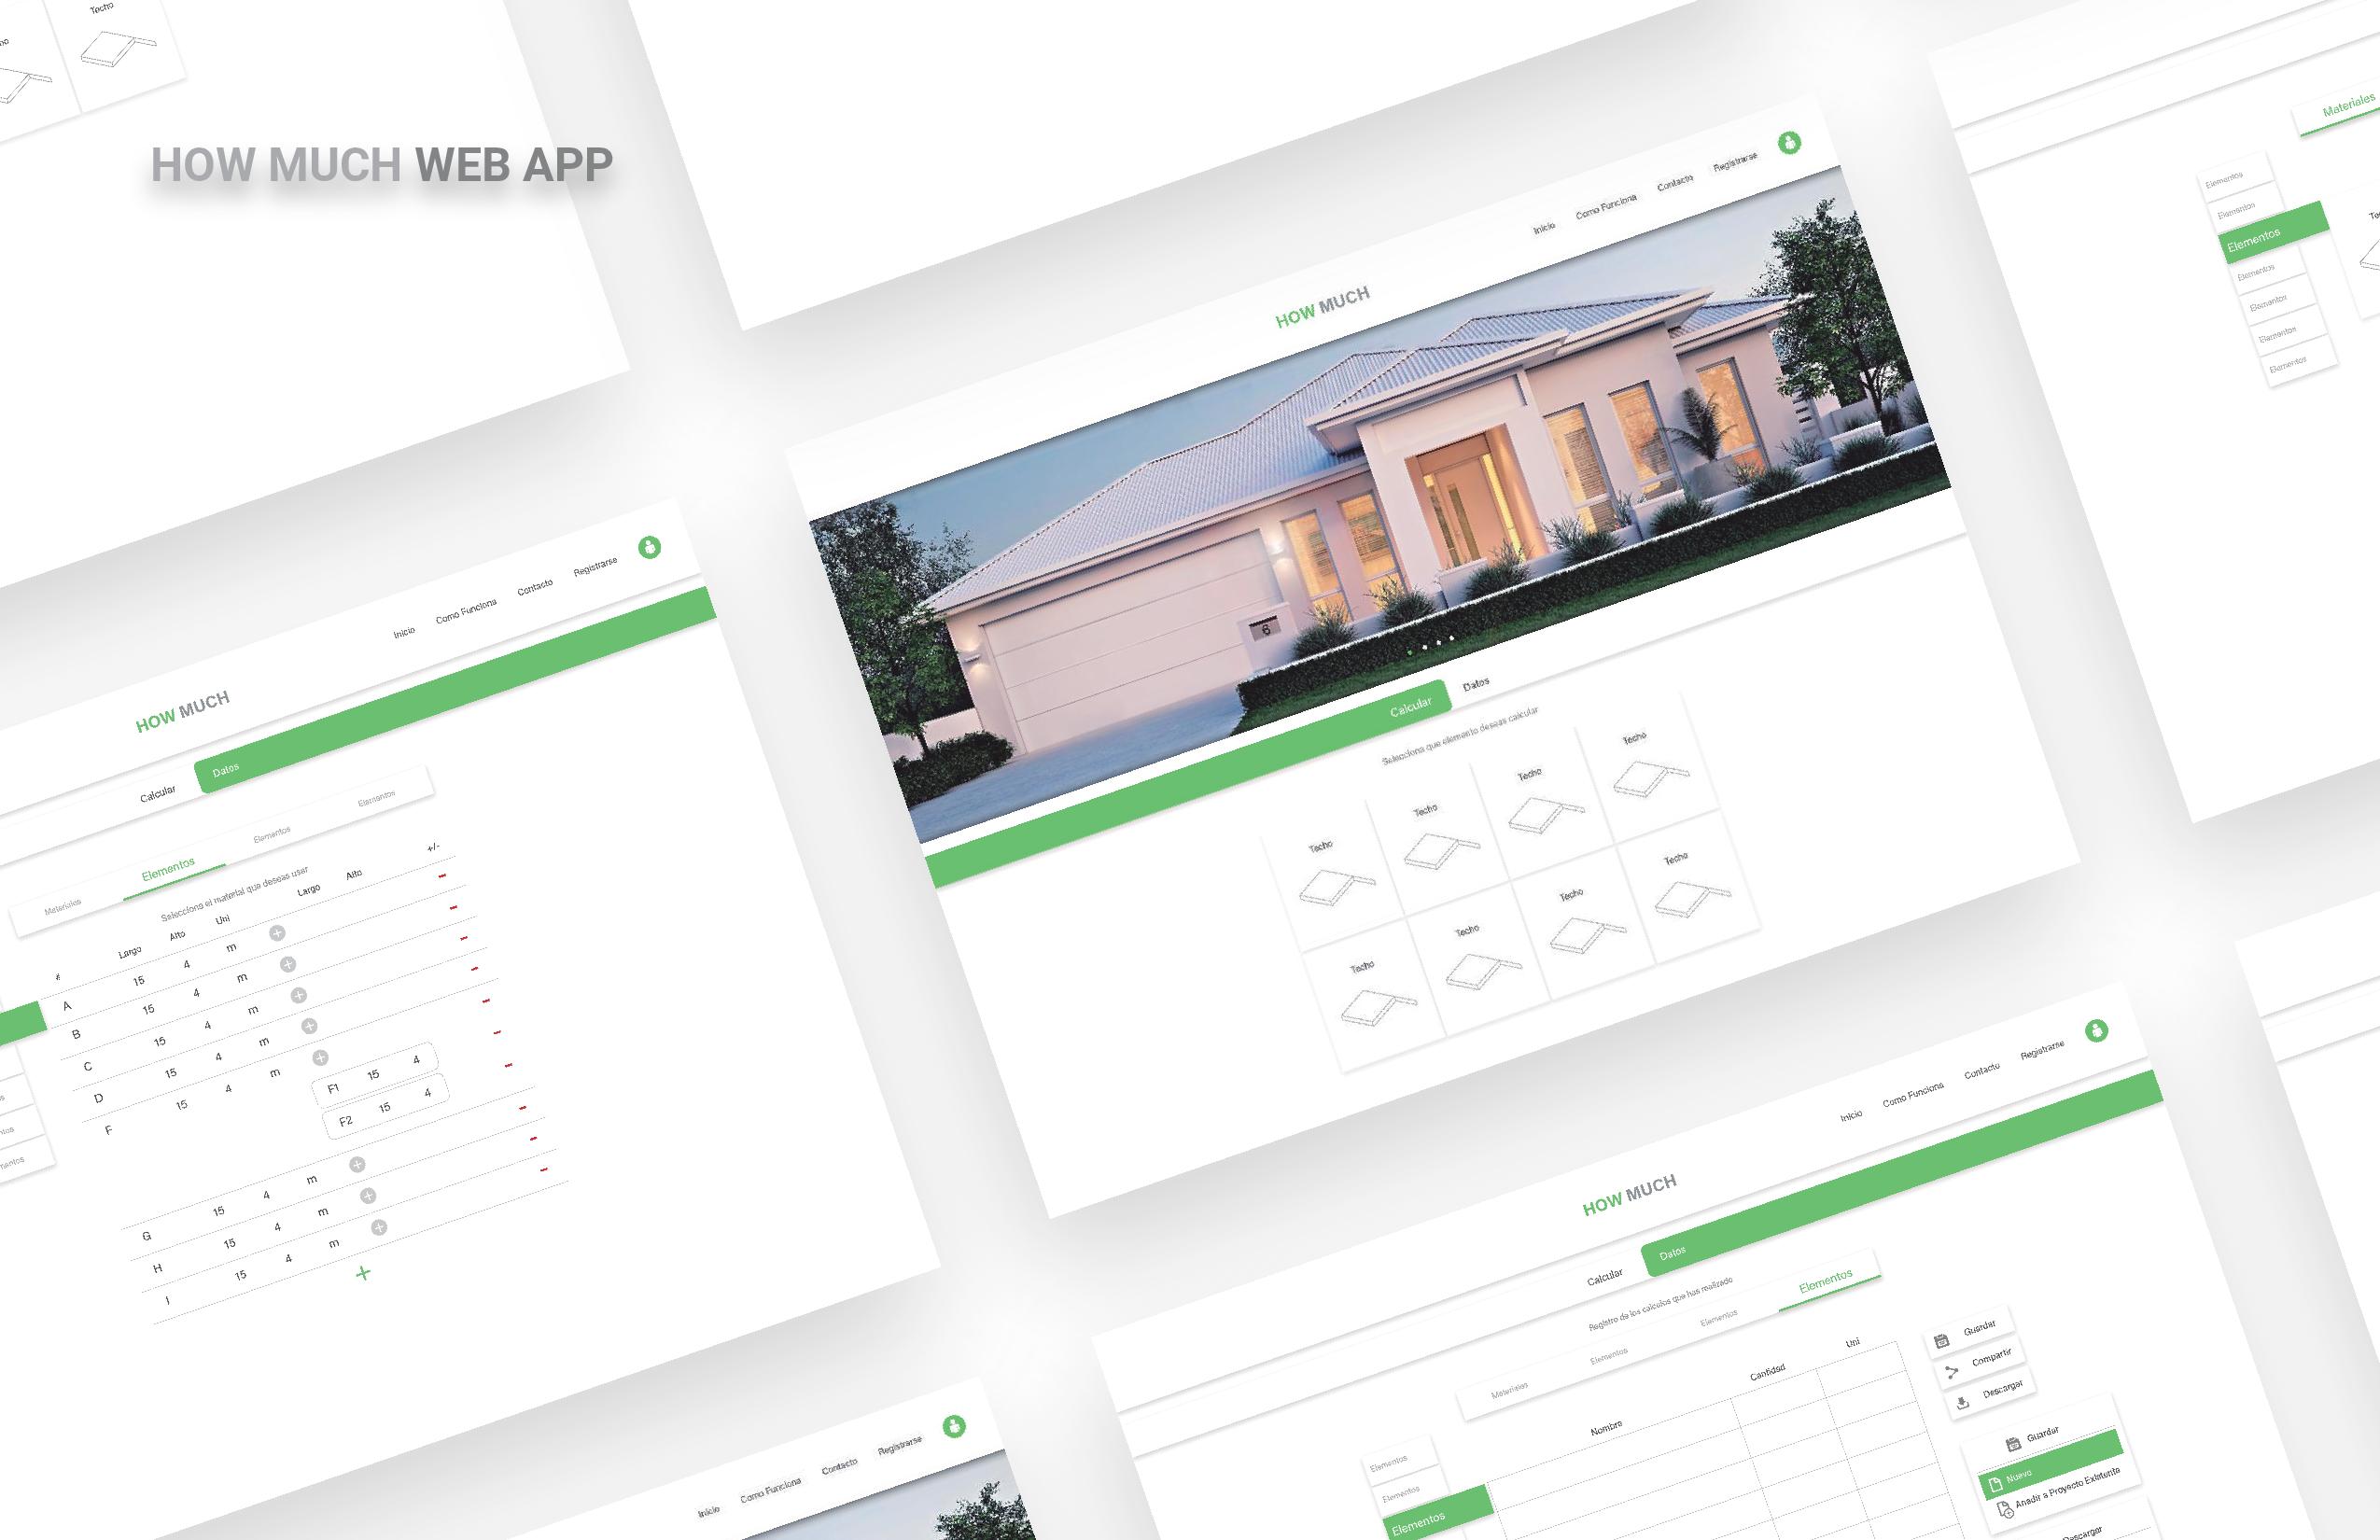 Techo
HOW MUCH WEB APP
Inicio Como Funciona Contacto Registrarse
HOW MUCH
6
Calcular Datos
Selecciona que elemento deseas calcular
Techo Techo Techo Techo
Techo Techo Techo Techo
Materiales
Elementos
Elementos
Elementos
Elementos
Elementos
Elementos
Elementos
Inicio Como Funciona Contacto Registrarse
HOW MUCH
Calcular Datos
Materiales Elementos Elementos Elementos
Selecciona el material que deseas usar
# Largo Alto Uni Largo Alto +/-
A 15 4 m + -
B 15 4 m + -
C 15 4 m + -
D 15 4 m + -
F 15 4 m + -
F1 15 4 -
F2 15 4 -
G 15 4 m + -
H 15 4 m + -
I 15 4 m + -
+
Inicio Como Funciona Contacto Registrarse
HOW MUCH
Calcular Datos
Registro de los calculos que has realizado
Materiales Elementos Elementos Elementos
Nombre Cantidad Uni
Elementos
Elementos
Elementos
Guardar
Compartir
Descargar
Guardar
Nuevo
Anadir a Proyecto Existente
Inicio Como Funciona Contacto Registrarse